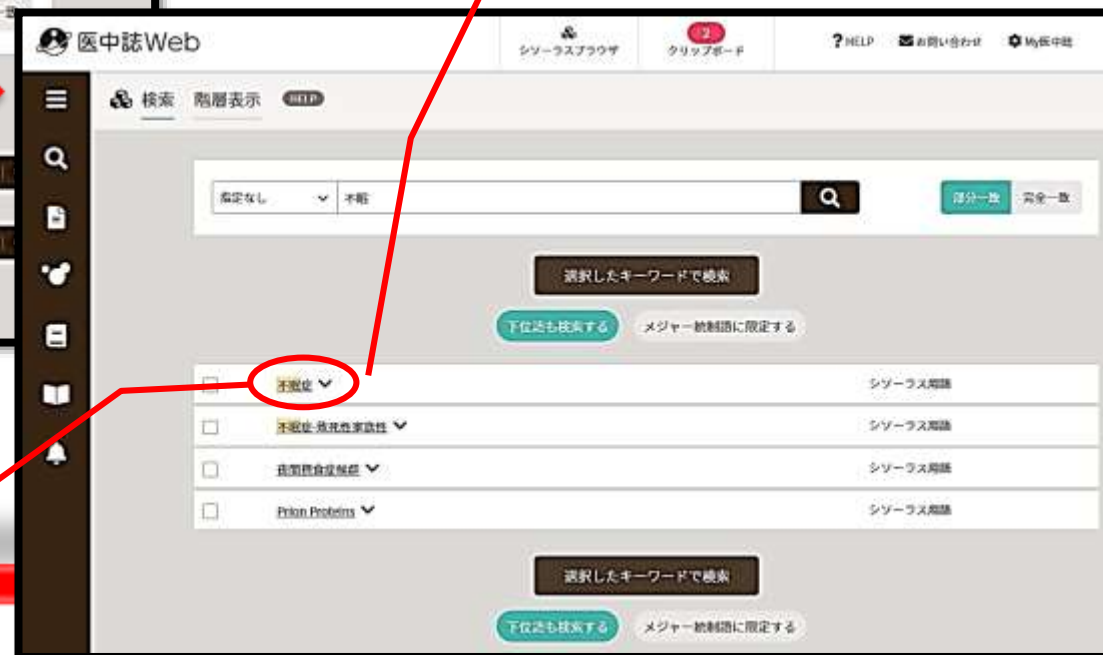 医中誌Web
シソーラスブラウザ
2
クリップボード
?HELP
お問い合わせ
My医中誌
検索 階層表示 HELP
指定なし 不眠
部分一致 完全一致
選択したキーワードで検索
下位語も検索する メジャー統制語に限定する
不眠症 シソーラス用語
不眠症-致死性家族性 シソーラス用語
夜間摂食症候群 シソーラス用語
Prion Proteins シソーラス用語
選択したキーワードで検索
下位語も検索する メジャー統制語に限定する